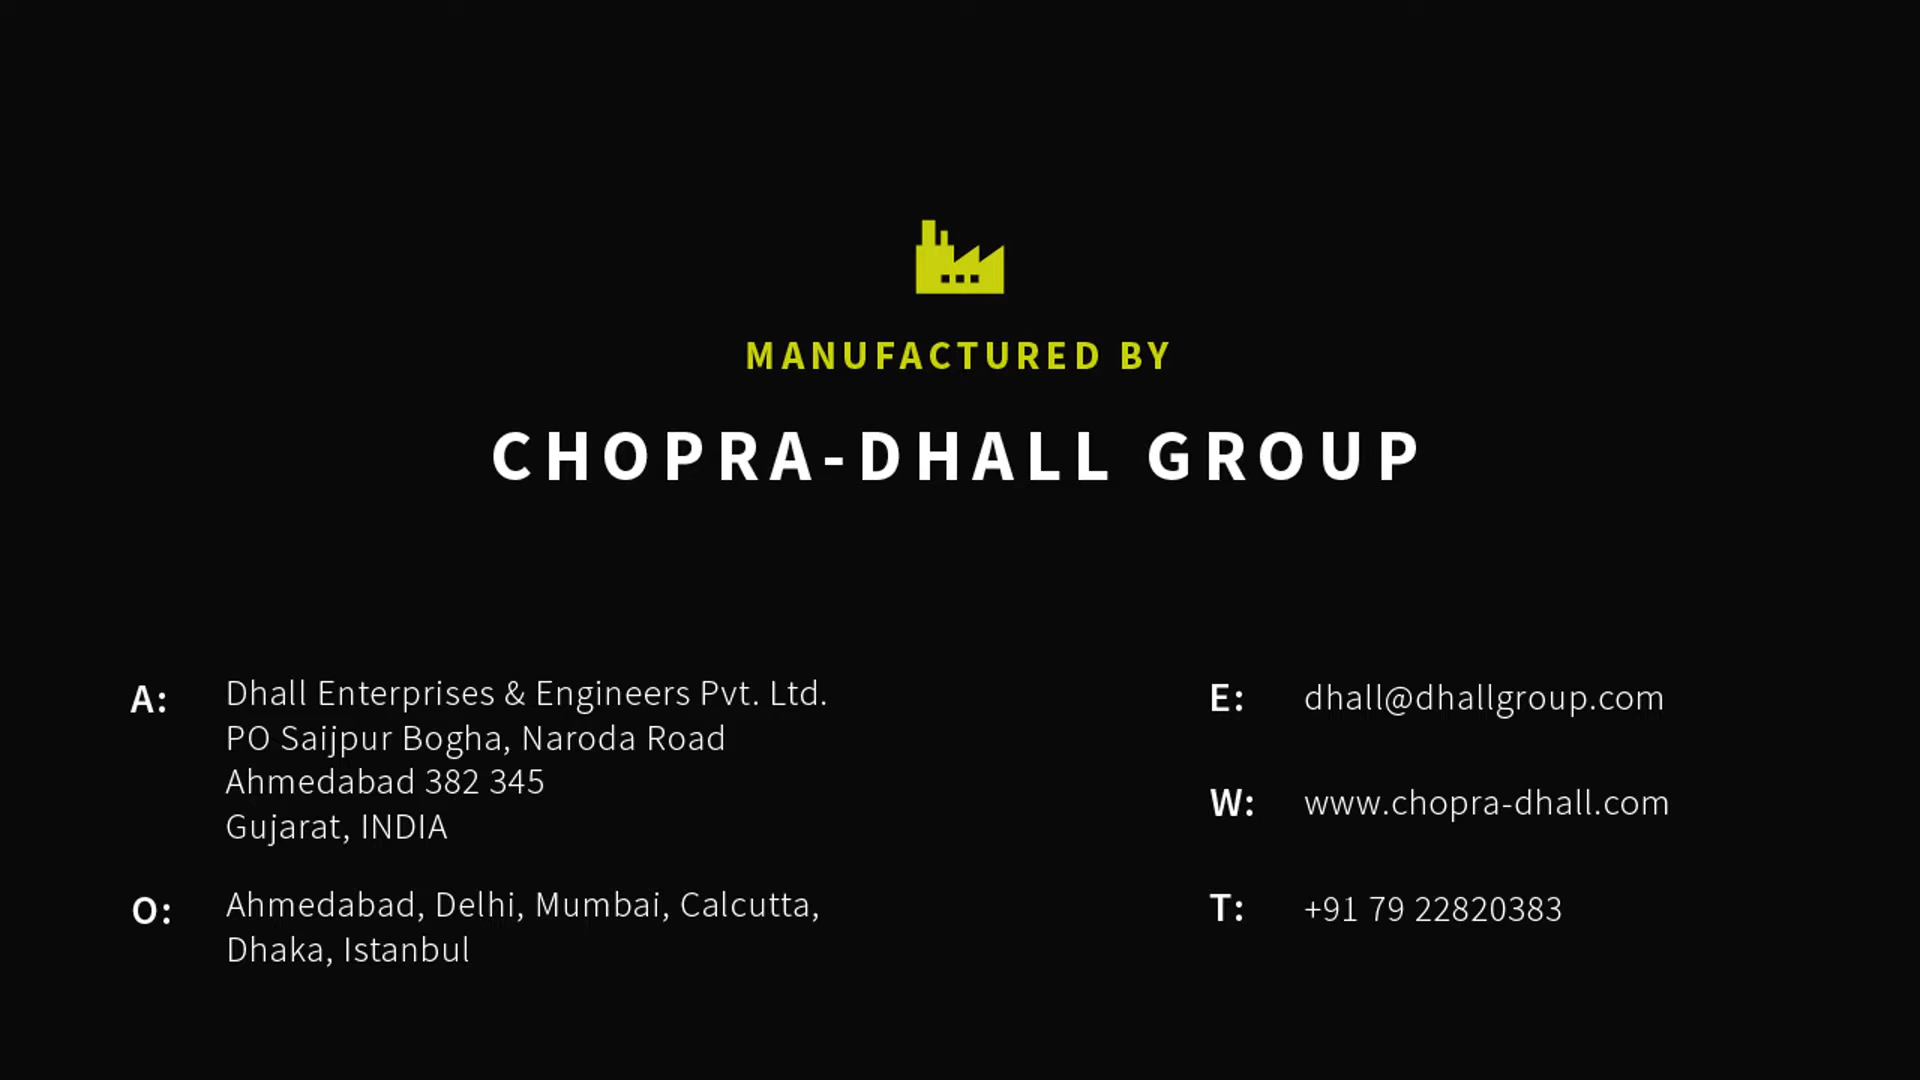 MANUFACTURED BY
CHOPRA-DHALL GROUP
A: Dhall Enterprises & Engineers Pvt. Ltd.
PO Saijpur Bogha, Naroda Road
Ahmedabad 382 345
Gujarat, INDIA
O: Ahmedabad, Delhi, Mumbai, Calcutta,
Dhaka, Istanbul
E: dhall@dhallgroup.com
W: www.chopra-dhall.com
T: +91 79 22820383